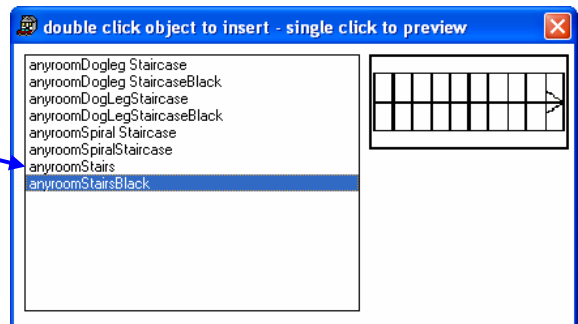 double click object to insert - single click to preview
anyroomDogleg Staircase
anyroomDogleg StaircaseBlack
anyroomDogLegStaircase
anyroomDogLegStaircaseBlack
anyroomSpiral Staircase
anyroomSpiralStaircase
anyroomStairs
anyroomStairsBlack